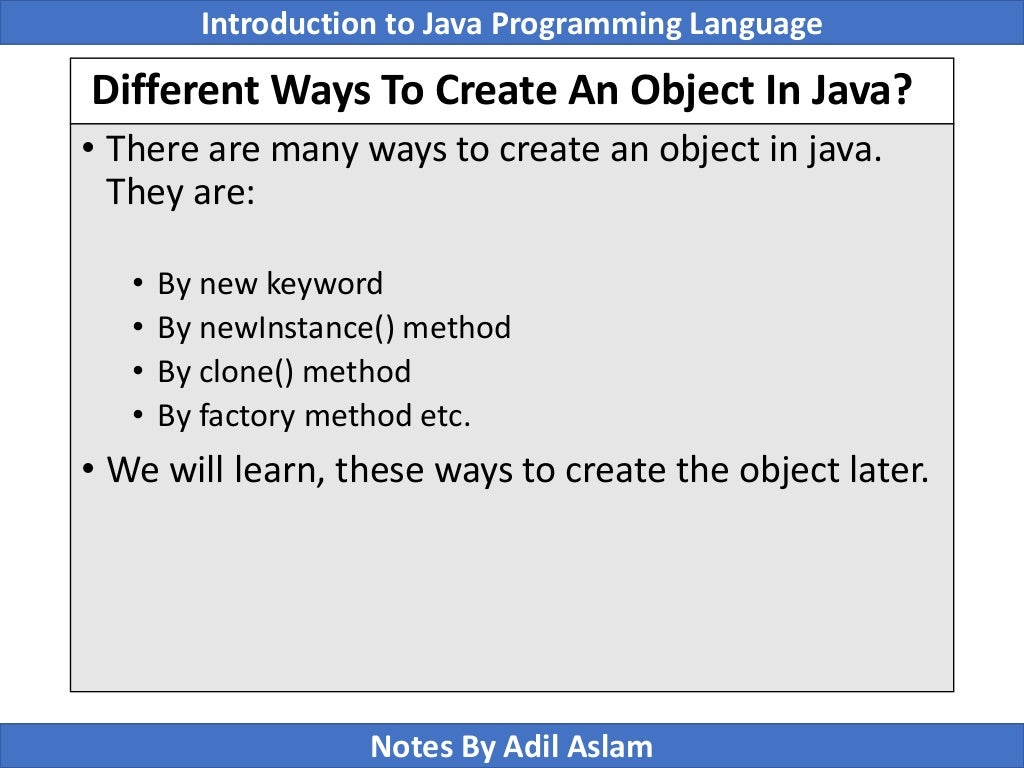 Introduction to Java Programming Language
Different Ways To Create An Object In Java?
• There are many ways to create an object in java.
They are:
• By new keyword
• By newInstance() method
• By clone() method
• By factory method etc.
• We will learn, these ways to create the object later.
Notes By Adil Aslam